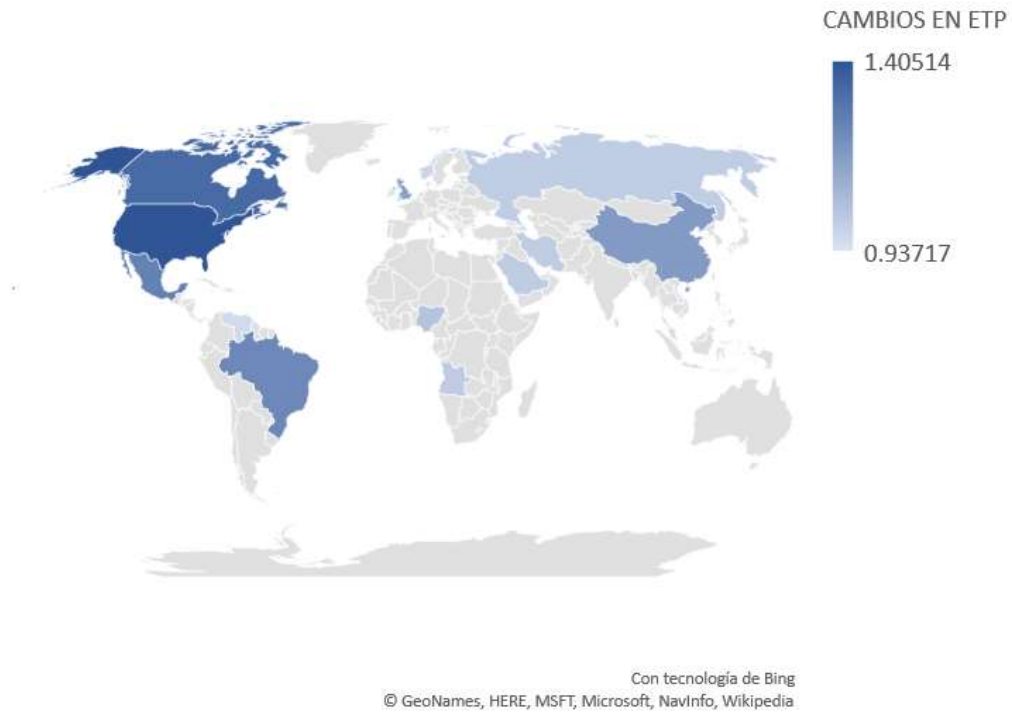 CAMBIOS EN ETP
1.40514
0.93717
Con tecnología de Bing
© GeoNames, HERE, MSFT, Microsoft, NavInfo, Wikipedia